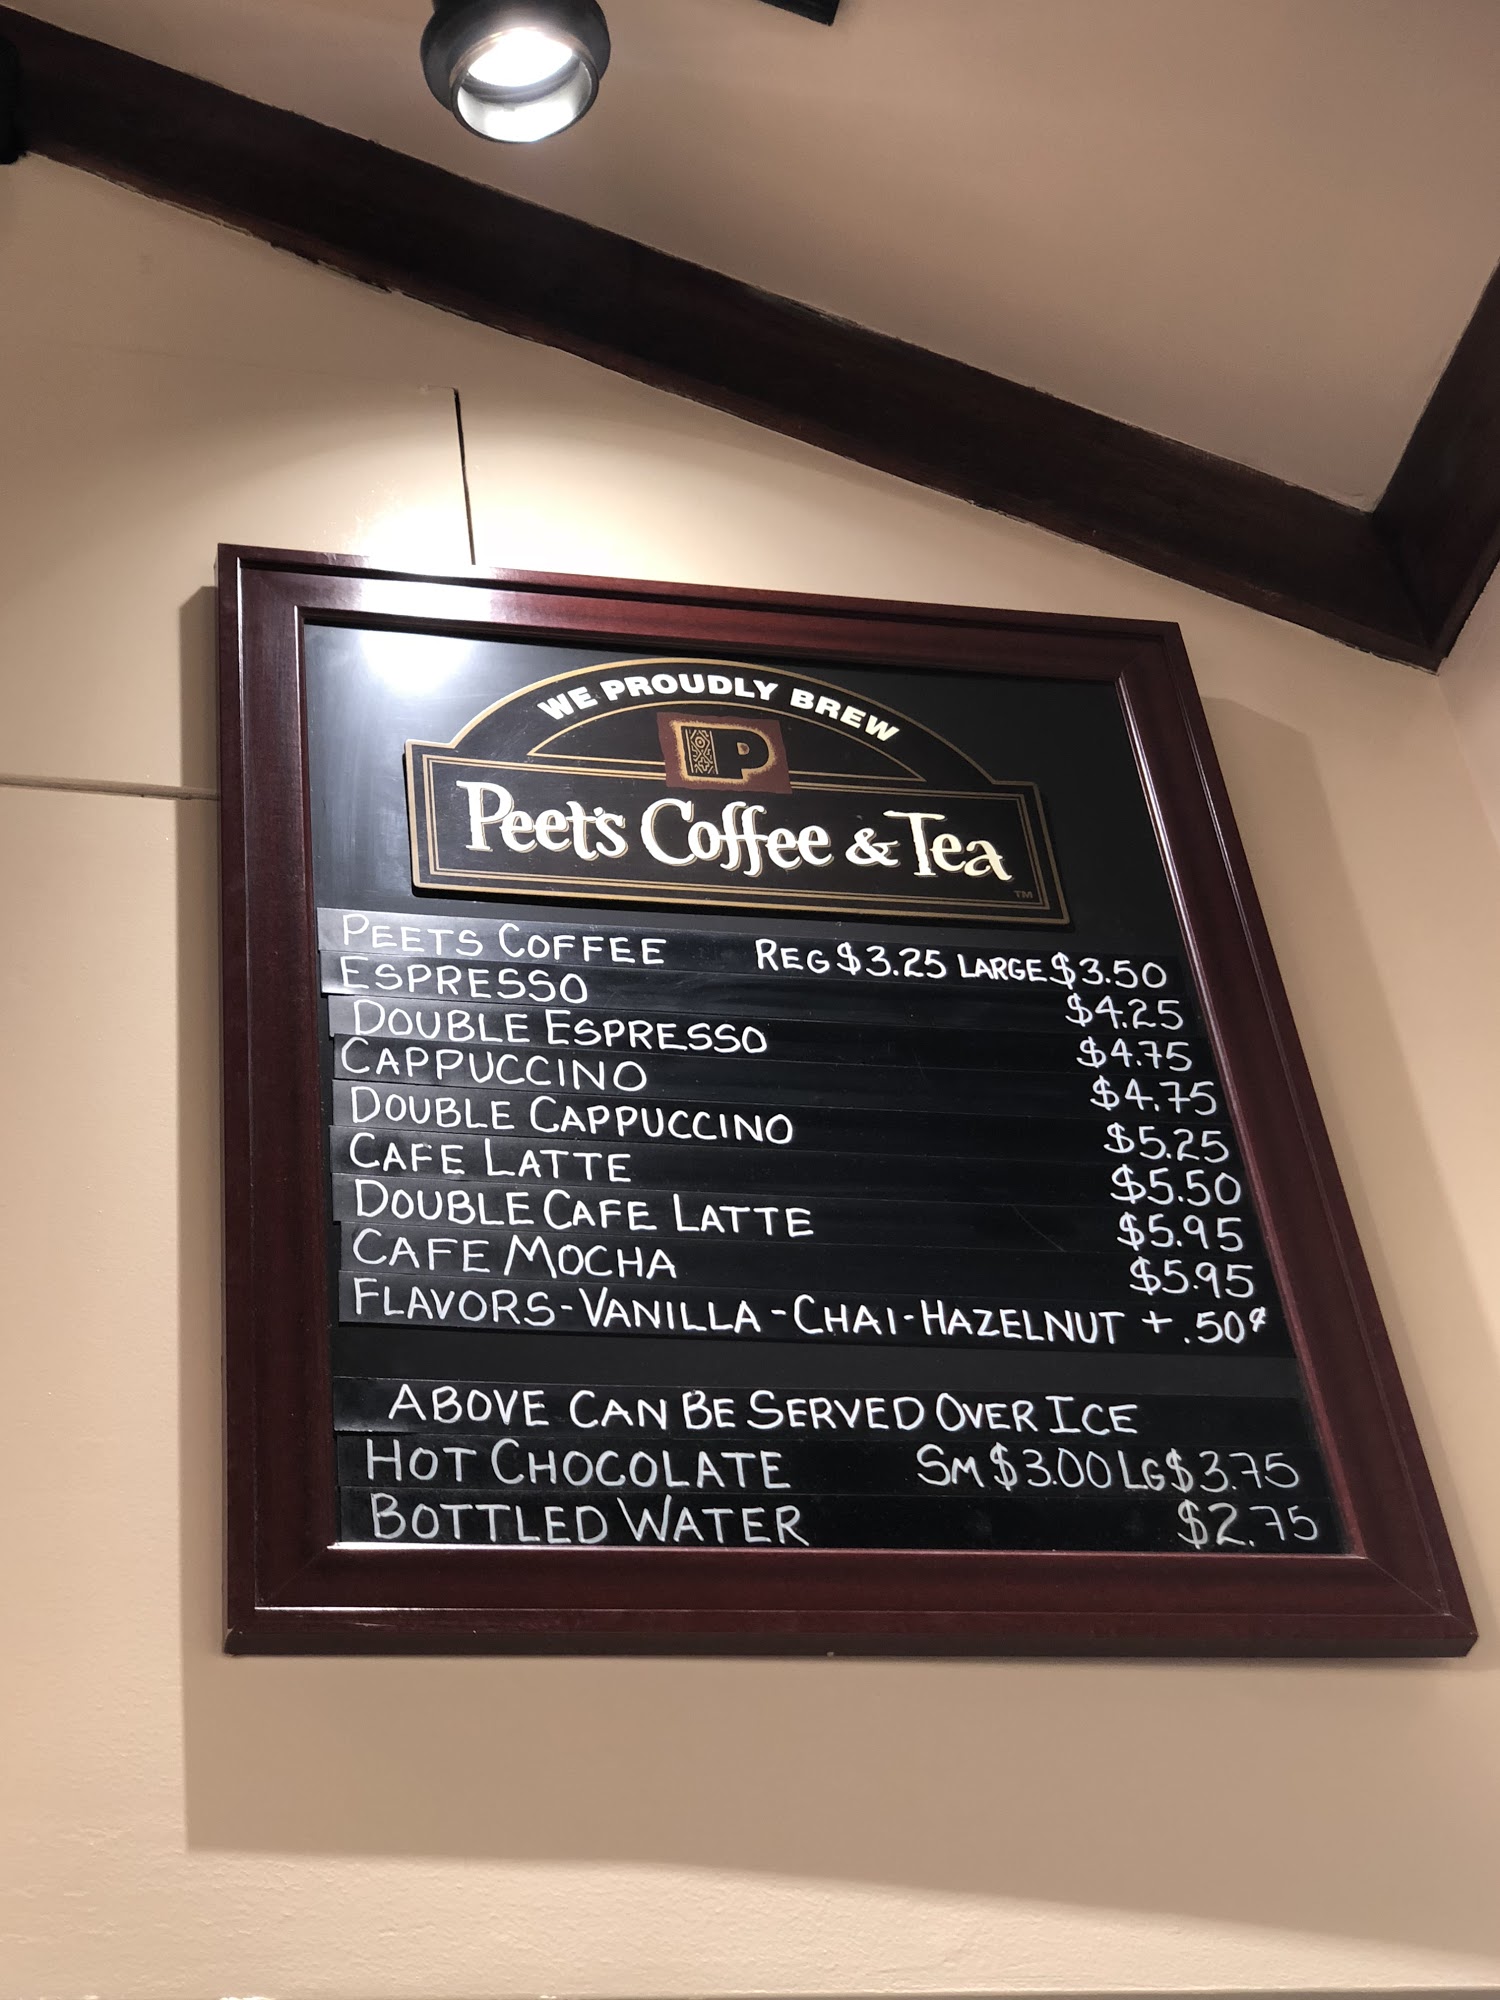 WE PROUDLY BREW
P
Peet's Coffee & Tea
TM
PEETS COFFEE REG $3.25 LARGE $3.50
ESPRESSO $4.25
DOUBLE ESPRESSO $4.75
CAPPUCCINO $4.75
DOUBLE CAPPUCCINO $5.25
CAFE LATTE $5.50
DOUBLE CAFE LATTE $5.95
CAFE MOCHA $5.95
FLAVORS-VANILLA-CHAI-HAZELNUT +.50¢
ABOVE CAN BE SERVED OVER ICE
HOT CHOCOLATE SM $3.00 LG $3.75
BOTTLED WATER $2.75